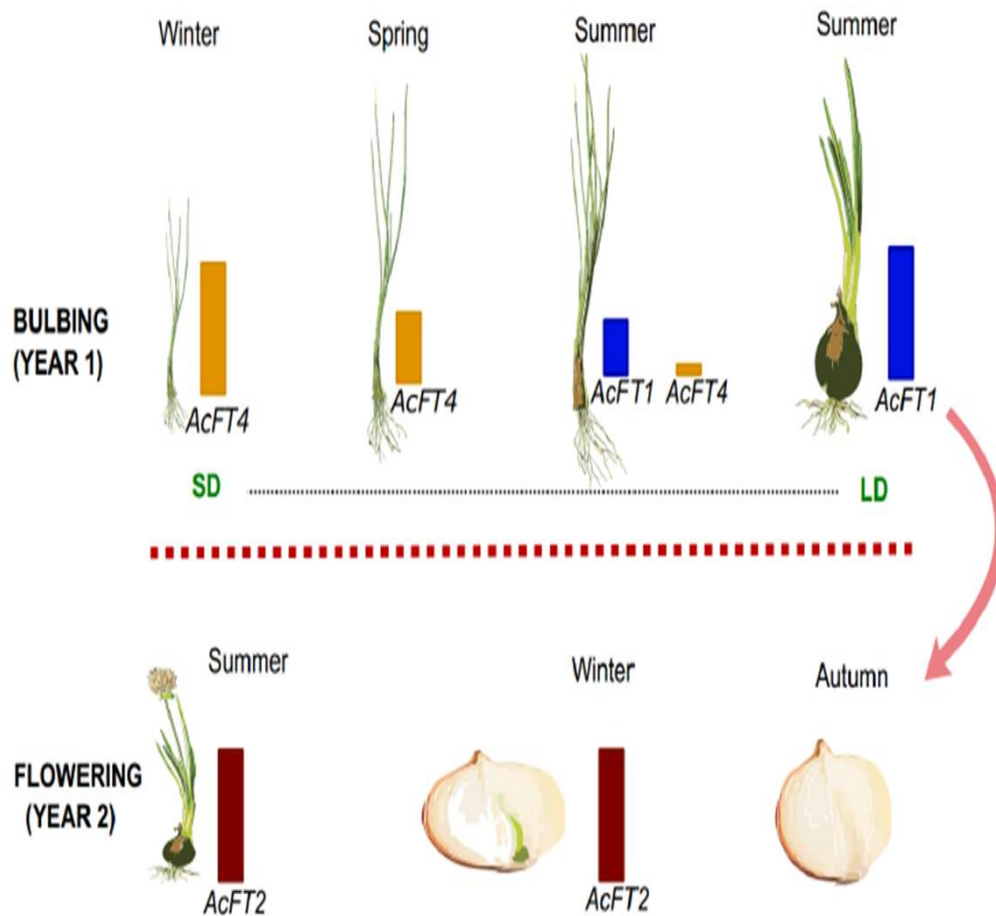 Winter
Spring
Summer
Summer
BULBING
(YEAR 1)
AcFT4
AcFT4
AcFT1
AcFT4
AcFT1
SD
LD
Summer
Winter
Autumn
FLOWERING
(YEAR 2)
AcFT2
AcFT2